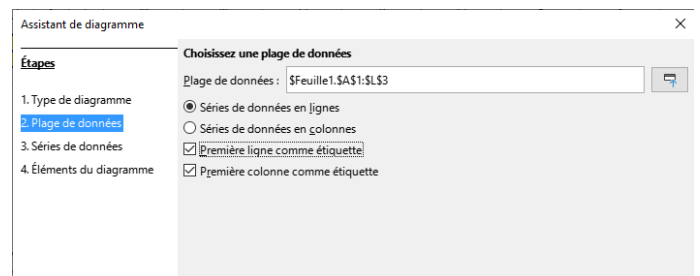 Assistant de diagramme
Étapes
1. Type de diagramme
2. Plage de données
3. Séries de données
4. Éléments du diagramme
Choisissez une plage de données
Plage de données : $Feuille1.$A$1:$L$3
Séries de données en lignes
Séries de données en colonnes
Première ligne comme étiquette
Première colonne comme étiquette